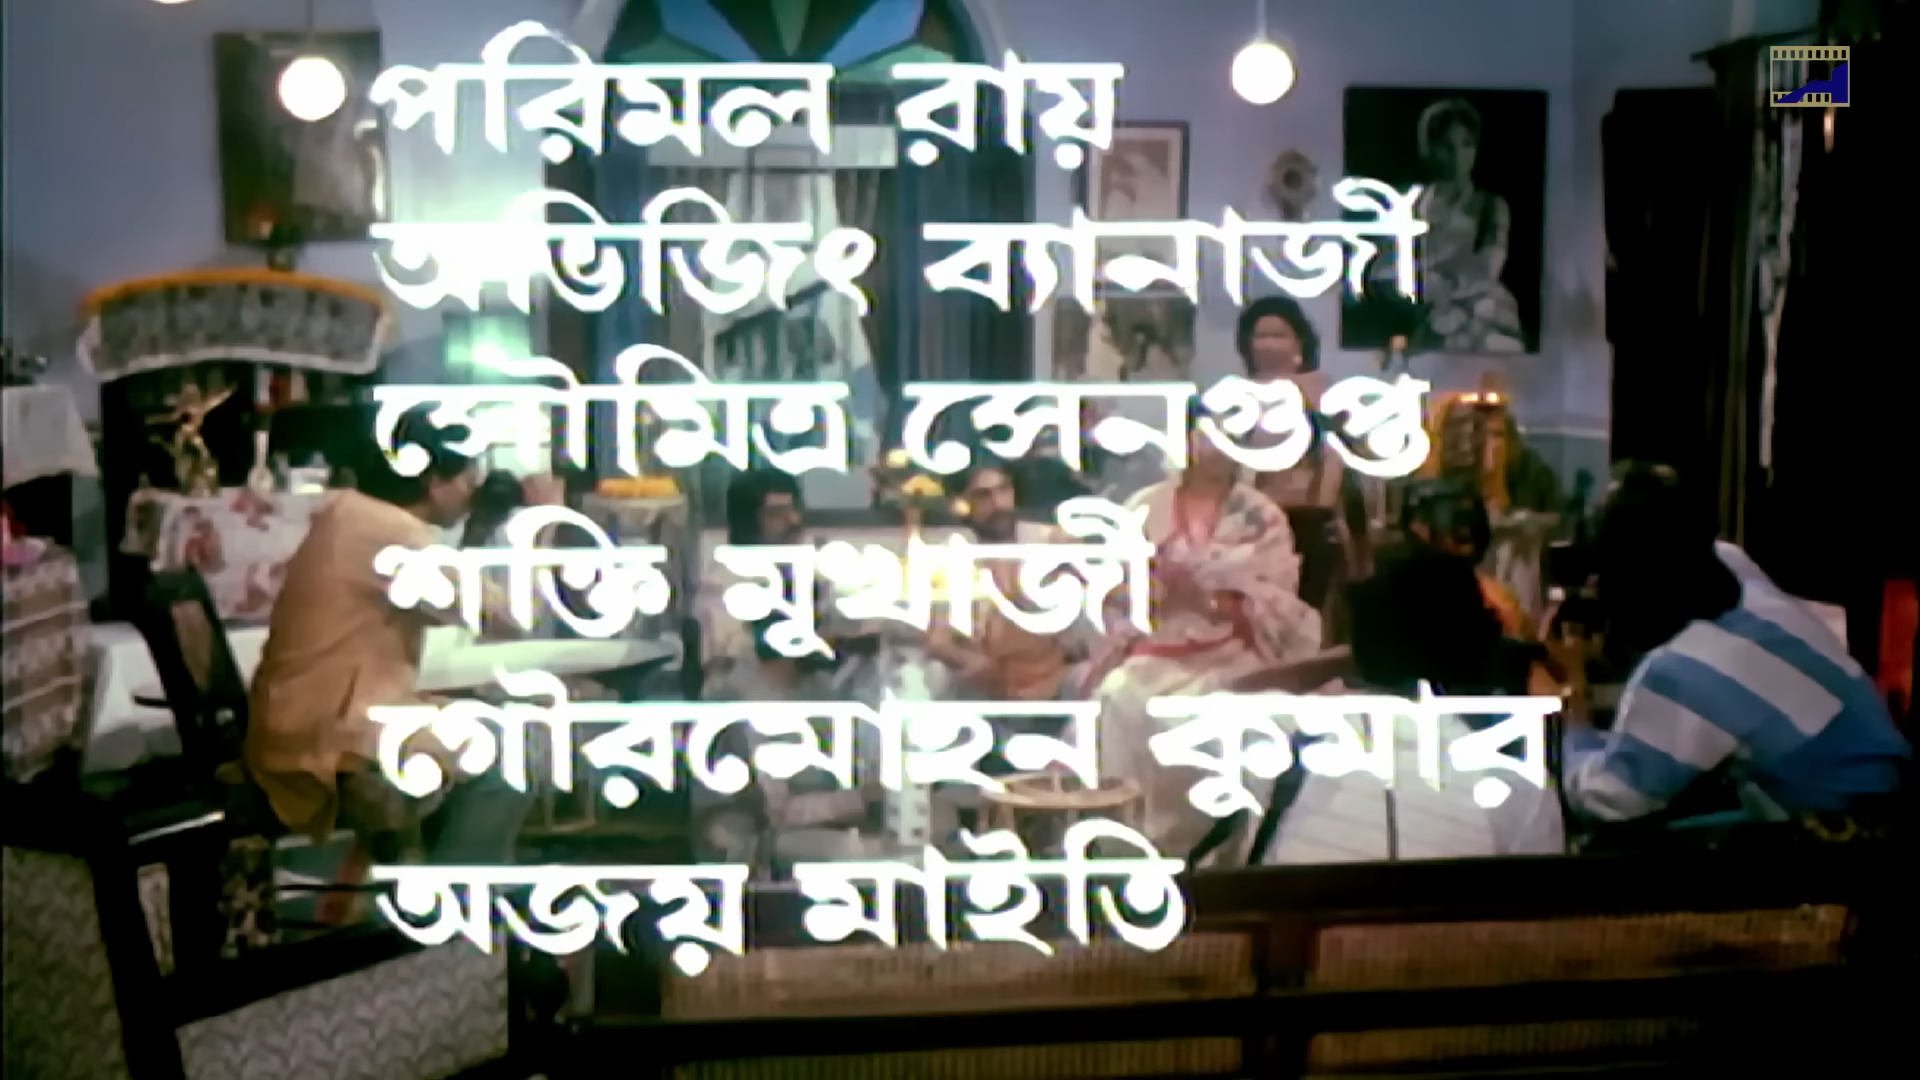 পরিমল রায়
অভিজিৎ ব্যানার্জী
সৌমিত্র সেনগুপ্ত
শক্তি মুখার্জী
গৌরমোহন কুমার
অজয় মাইতি